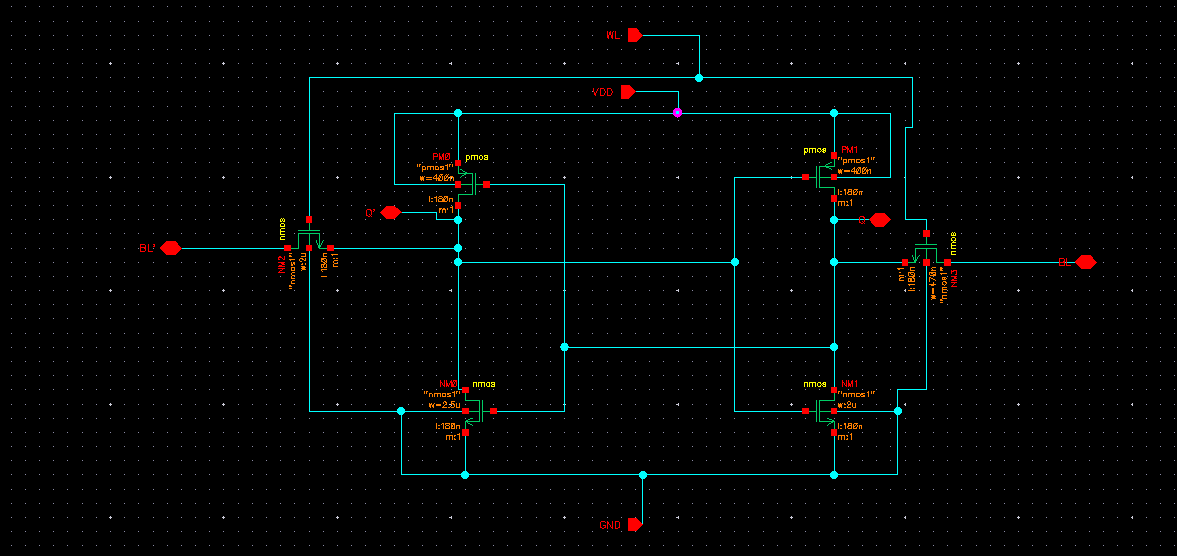 WL
VDD
PM0
pmos
"pmos1"
w=400n
l:180n
m:1
pmos
PM1
"pmos1"
w=400n
l:180n
m:1
Q'
Q
BL'
nmos
NM2
"nmos1"
w:2u
l:180n
m:1
nmos
NM3
"nmos1"
w=470n
l:180n
m:1
BL
NM0
nmos
"nmos1"
w=2.5u
l:180n
m:1
nmos
NM1
"nmos1"
w:2u
l:180n
m:1
GND